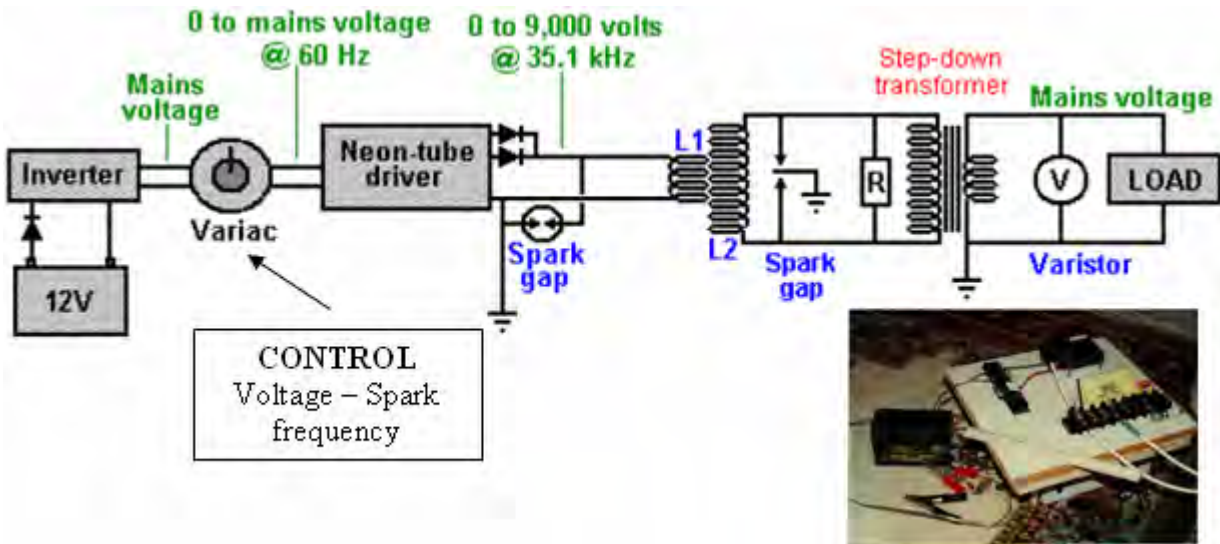 0 to mains voltage
@ 60 Hz
0 to 9,000 volts
@ 35.1 kHz
Mains
voltage
Step-down
transformer
Mains voltage
Inverter
Variac
Neon-tube
driver
L1
L2
R
V
LOAD
12V
Spark
gap
Spark
gap
Varistor
CONTROL
Voltage – Spark
frequency